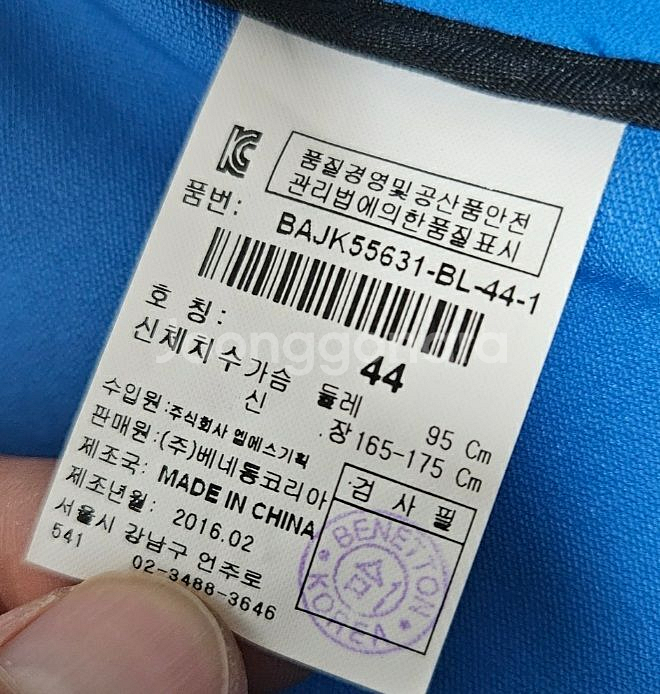 KC
품질경영및공산품안전
관리법에의한품질표시
품번:
BAJK55631-BL-44-1
joonggonara
호 칭:
44
신체치수가슴 둘레 95 Cm
신 장 165-175 Cm
수입원:주식회사 엠에스기획
판매원:(주)베네통코리아
제조국: MADE IN CHINA
제조년월: 2016.02
서울시 강남구 언주로
541
02-3488-3646
검 사 필
BENETTON
합
KOREA